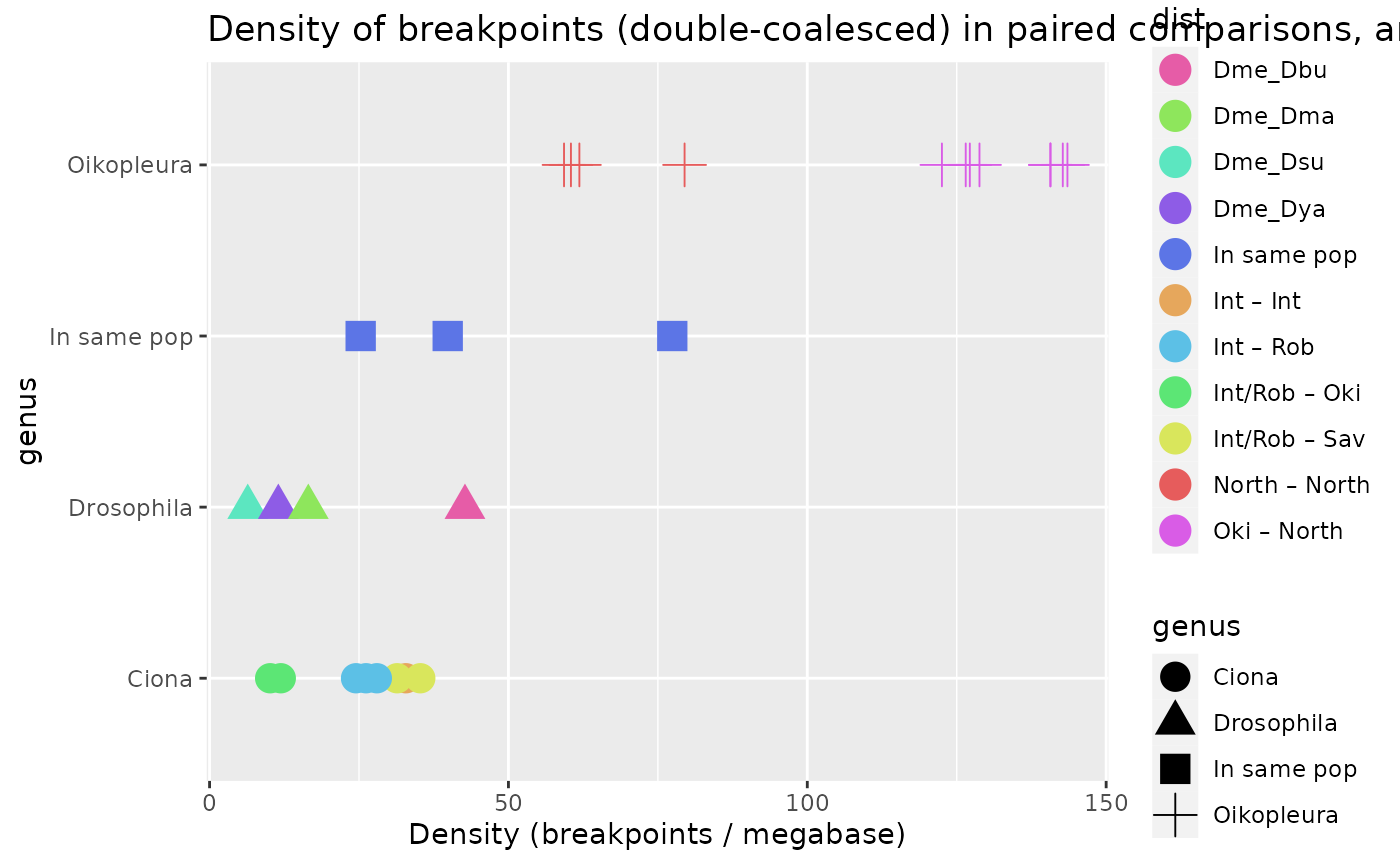 Density of breakpoints (double-coalesced) in paired comparisons,
dist
Dme_Dbu
Dme_Dma
Dme_Dsu
Dme_Dya
In same pop
Int – Int
Int – Rob
Int/Rob – Oki
Int/Rob – Sav
North – North
Oki – North
genus
Ciona
Drosophila
In same pop
Oikopleura
Oikopleura
In same pop
Drosophila
Ciona
genus
0 50 100 150
Density (breakpoints / megabase)